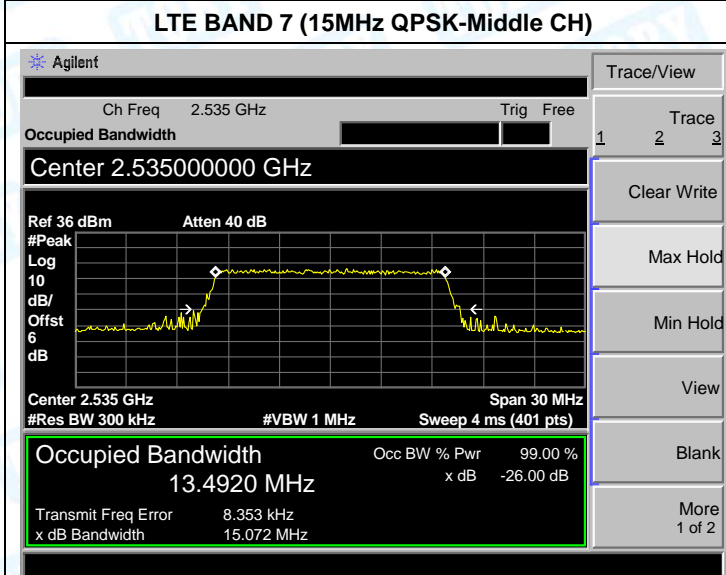 LTE BAND 7 (15MHz QPSK-Middle CH)
Agilent
Trace/View
Ch Freq 2.535 GHz Trig Free
Occupied Bandwidth
Trace
1 2 3
Center 2.535000000 GHz
Clear Write
Ref 36 dBm Atten 40 dB
#Peak
Log
10
dB/
Offst
6
dB
Max Hold
Min Hold
View
Center 2.535 GHz Span 30 MHz
#Res BW 300 kHz #VBW 1 MHz Sweep 4 ms (401 pts)
Occupied Bandwidth Occ BW % Pwr 99.00 %
13.4920 MHz x dB -26.00 dB
Blank
Transmit Freq Error 8.353 kHz
x dB Bandwidth 15.072 MHz
More
1 of 2